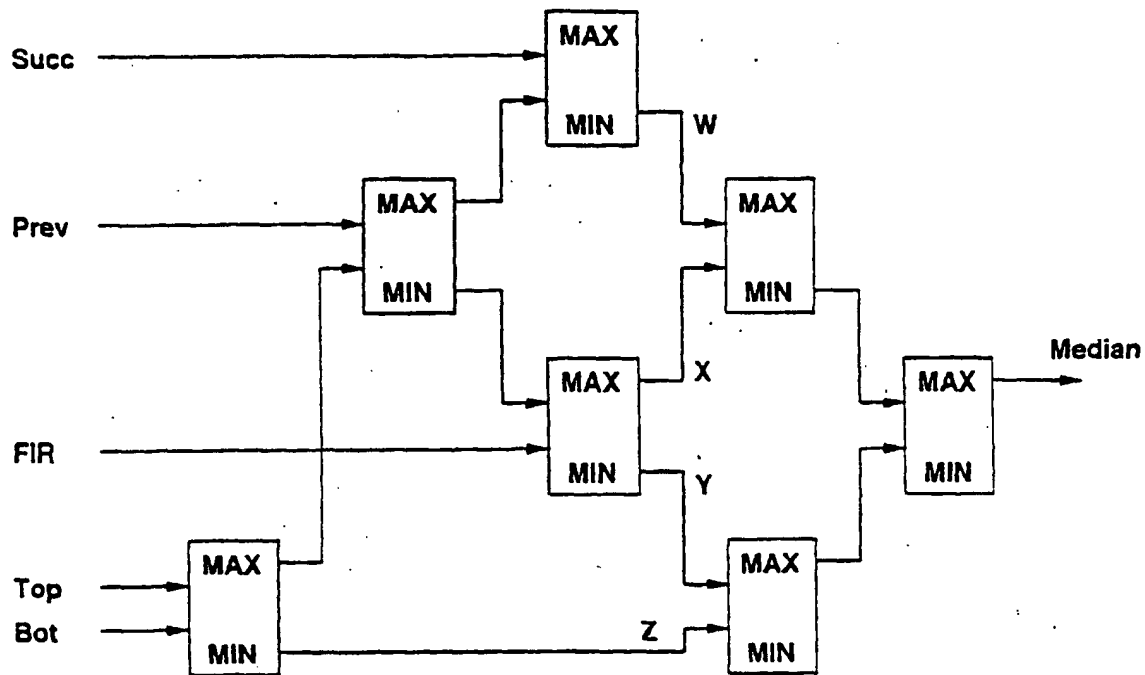 MAX
Succ
MIN
W
MAX
MAX
Prev
MIN
MIN
Median
MAX
X
MAX
FIR
MIN
Y
MIN
MAX
MAX
Top
Bot
Z
MIN
MIN